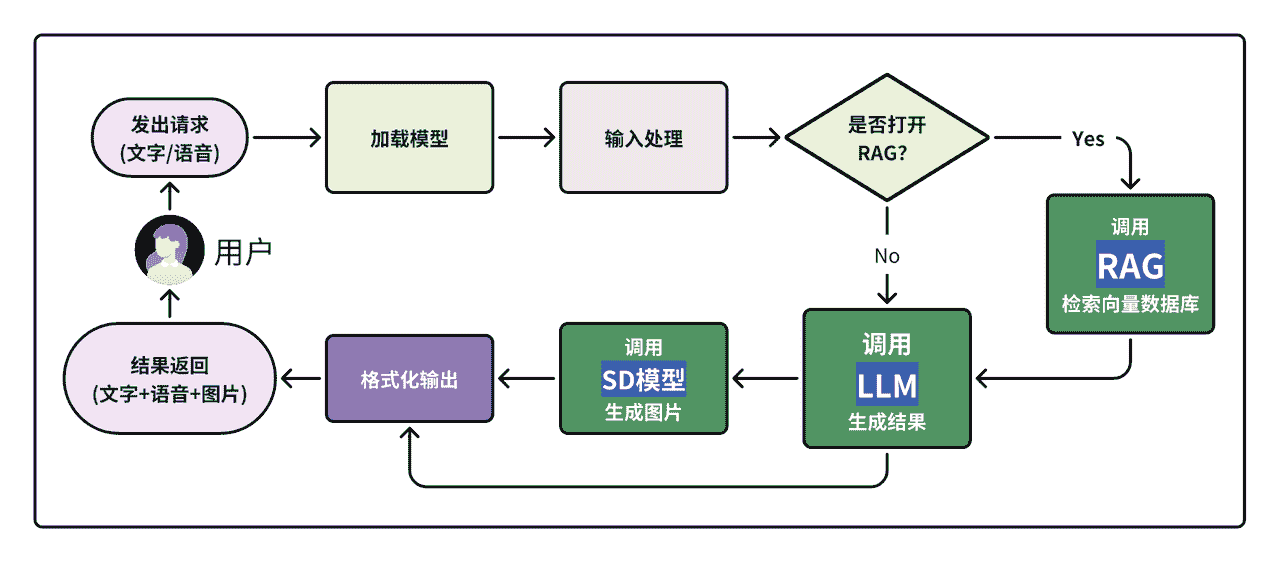 发出请求
(文字/语音)
加载模型
输入处理
是否打开
RAG?
Yes
调用
RAG
检索向量数据库
用户
No
调用
LLM
生成结果
调用
SD模型
生成图片
格式化输出
结果返回
(文字+语音+图片)